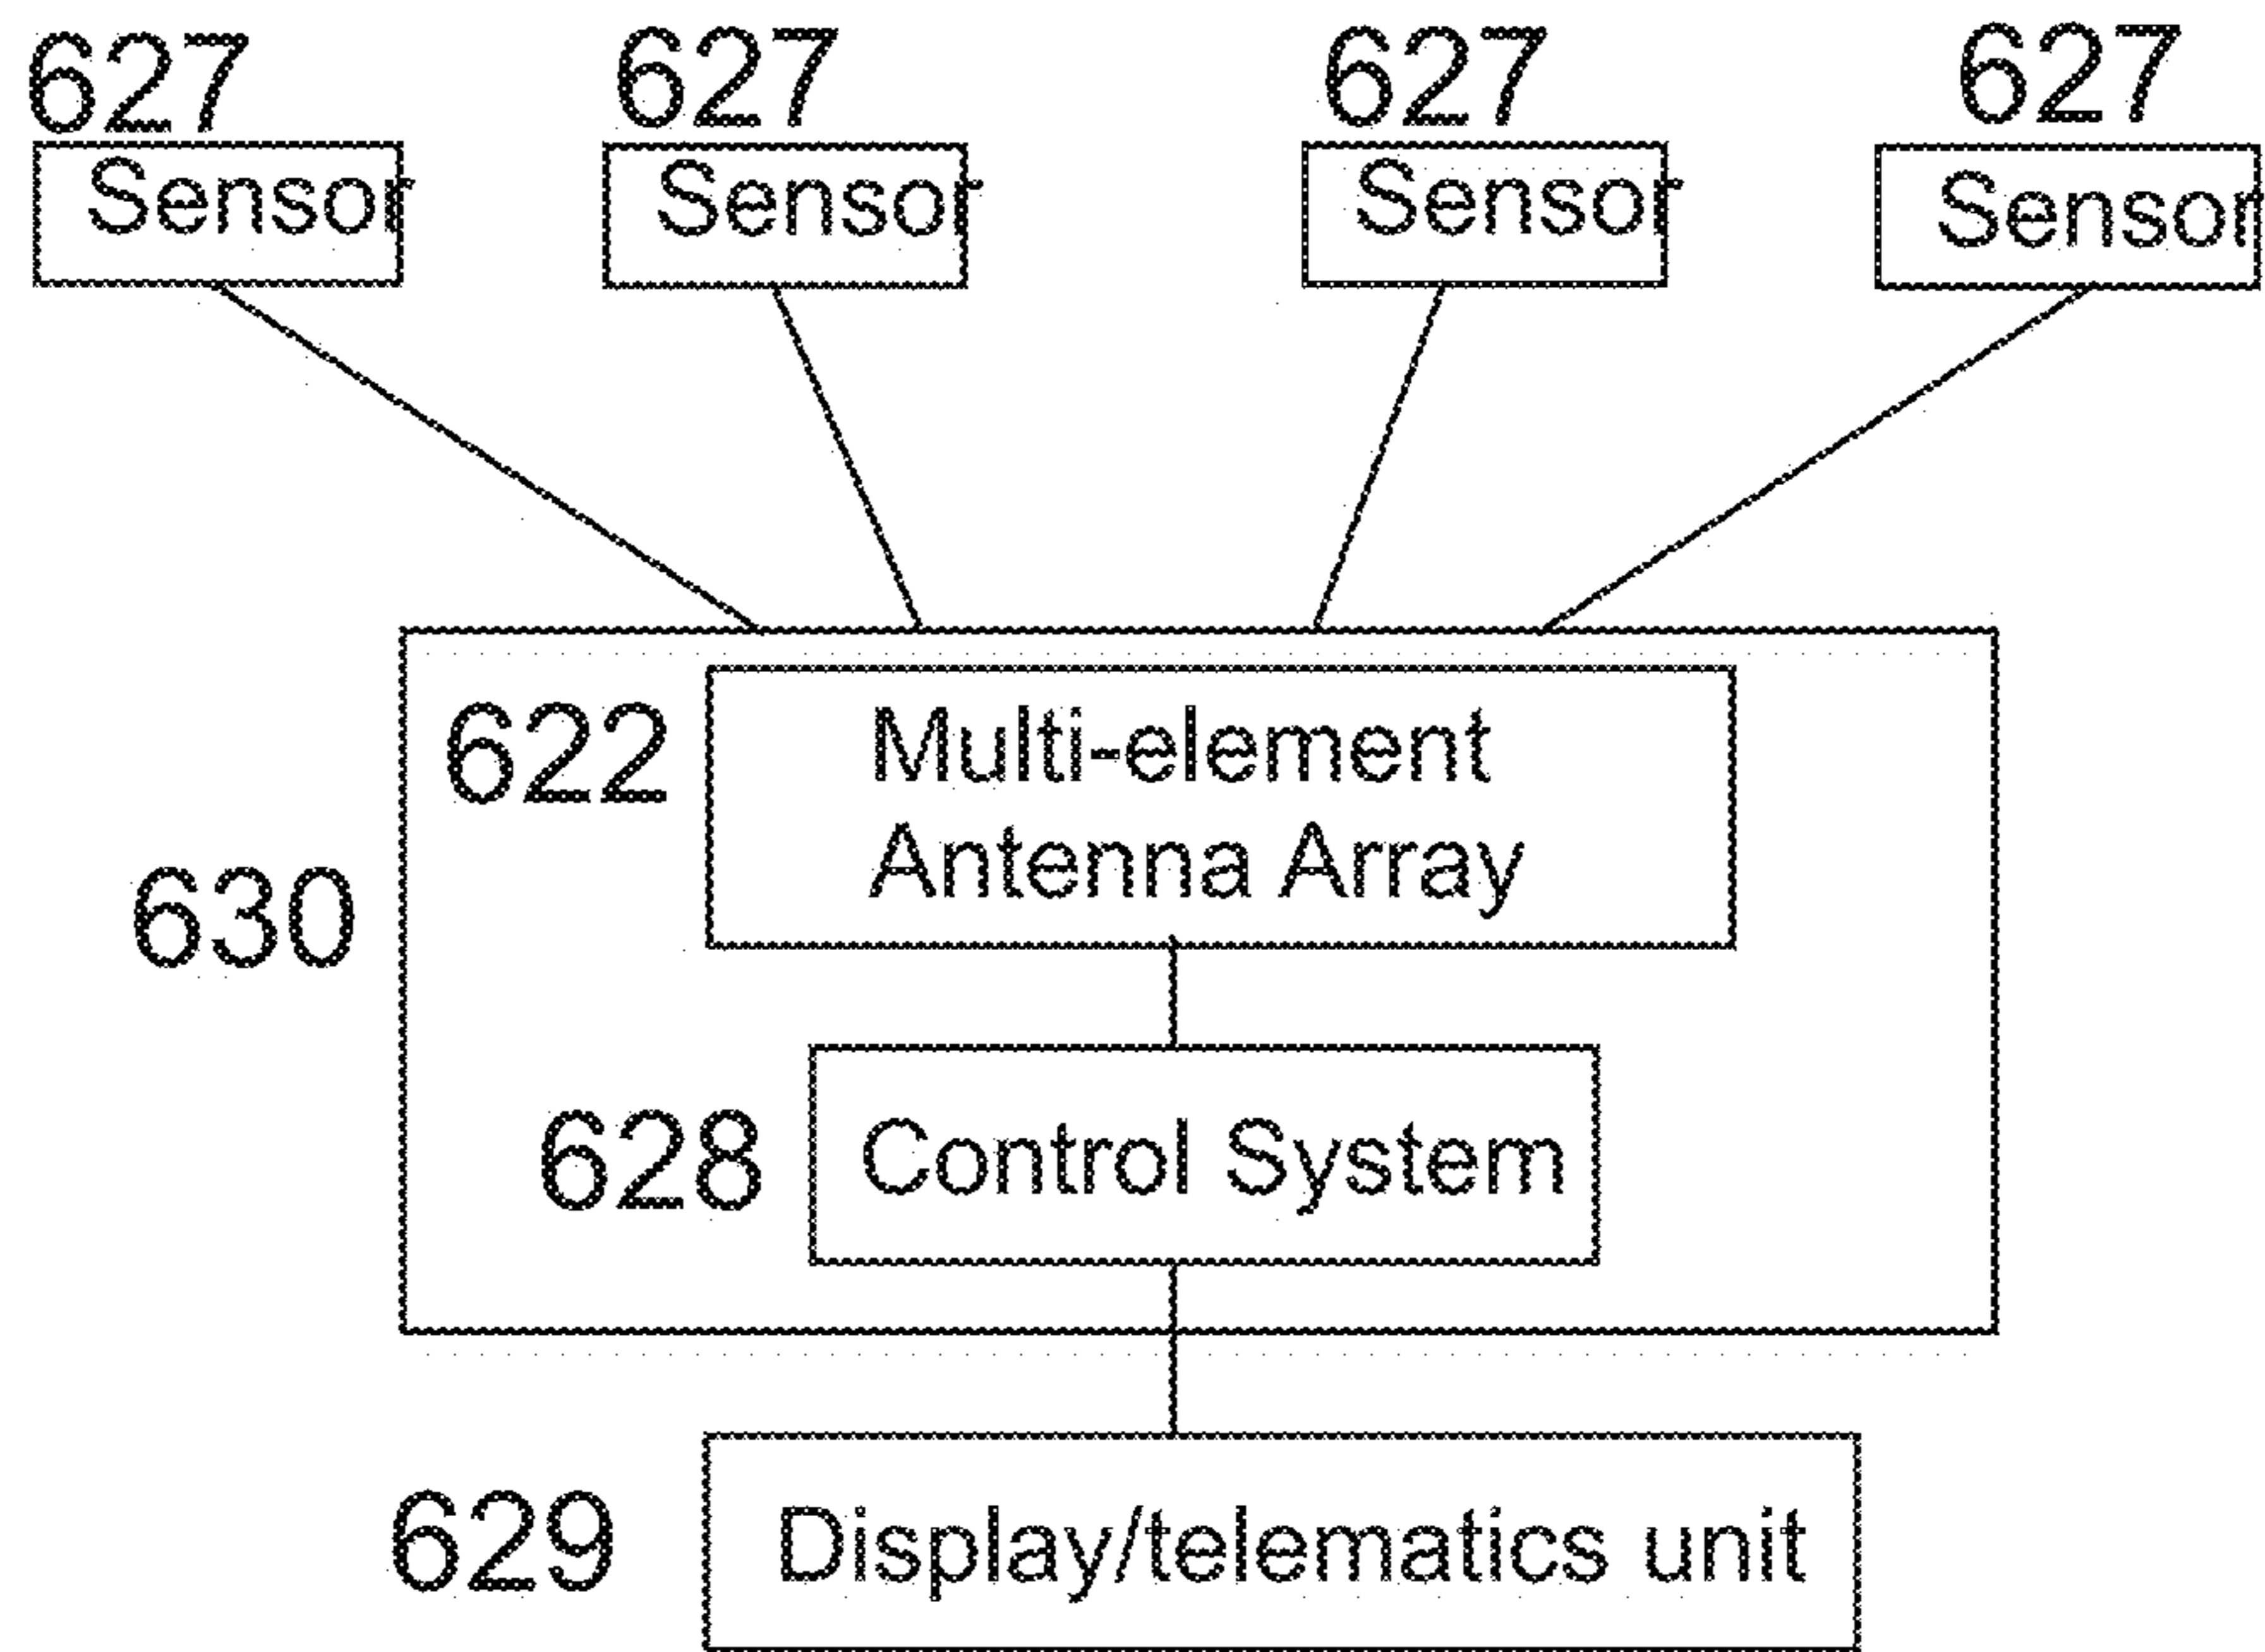 627 627 627 627
Sensor Sensor Sensor Sensor
622 Multi-element
Antenna Array
630
628 Control System
629 Display/telematics unit